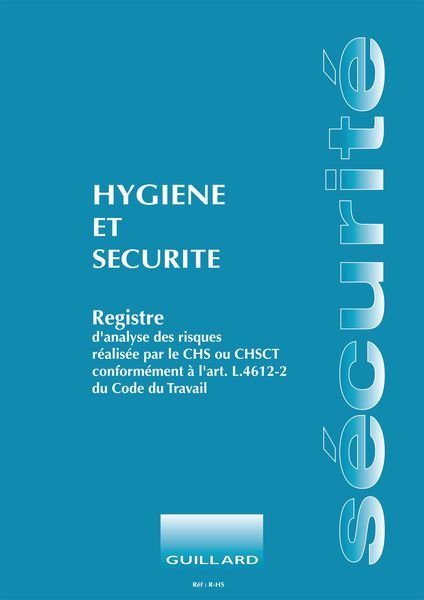 HYGIENE
ET
SECURITE
Registre
d'analyse des risques
réalisée par le CHS ou CHSCT
conformément à l'art. L.4612-2
du Code du Travail
sécurité
GUILLARD
Réf : R-HS